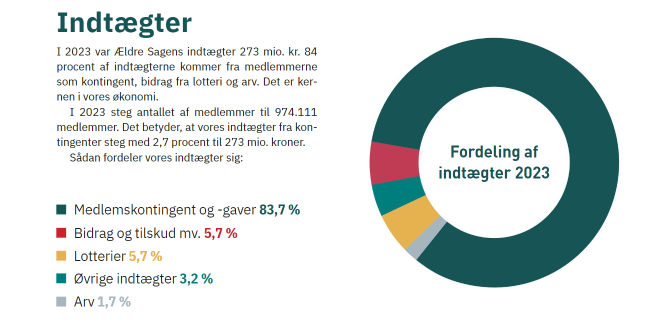 Indtægter
I 2023 var Ældre Sagens indtægter 273 mio. kr. 84
procent af indtægterne kommer fra medlemmerne
som kontingent, bidrag fra lotteri og arv. Det er ker-
nen i vores økonomi.
I 2023 steg antallet af medlemmer til 974.111
medlemmer. Det betyder, at vores indtægter fra kon-
tingenter steg med 2,7 procent til 273 mio. kroner.
Sådan fordeler vores indtægter sig:
Medlemskontingent og -gaver 83,7 %
Bidrag og tilskud mv. 5,7 %
Lotterier 5,7 %
Øvrige indtægter 3,2 %
Arv 1,7 %
Fordeling af
indtægter 2023